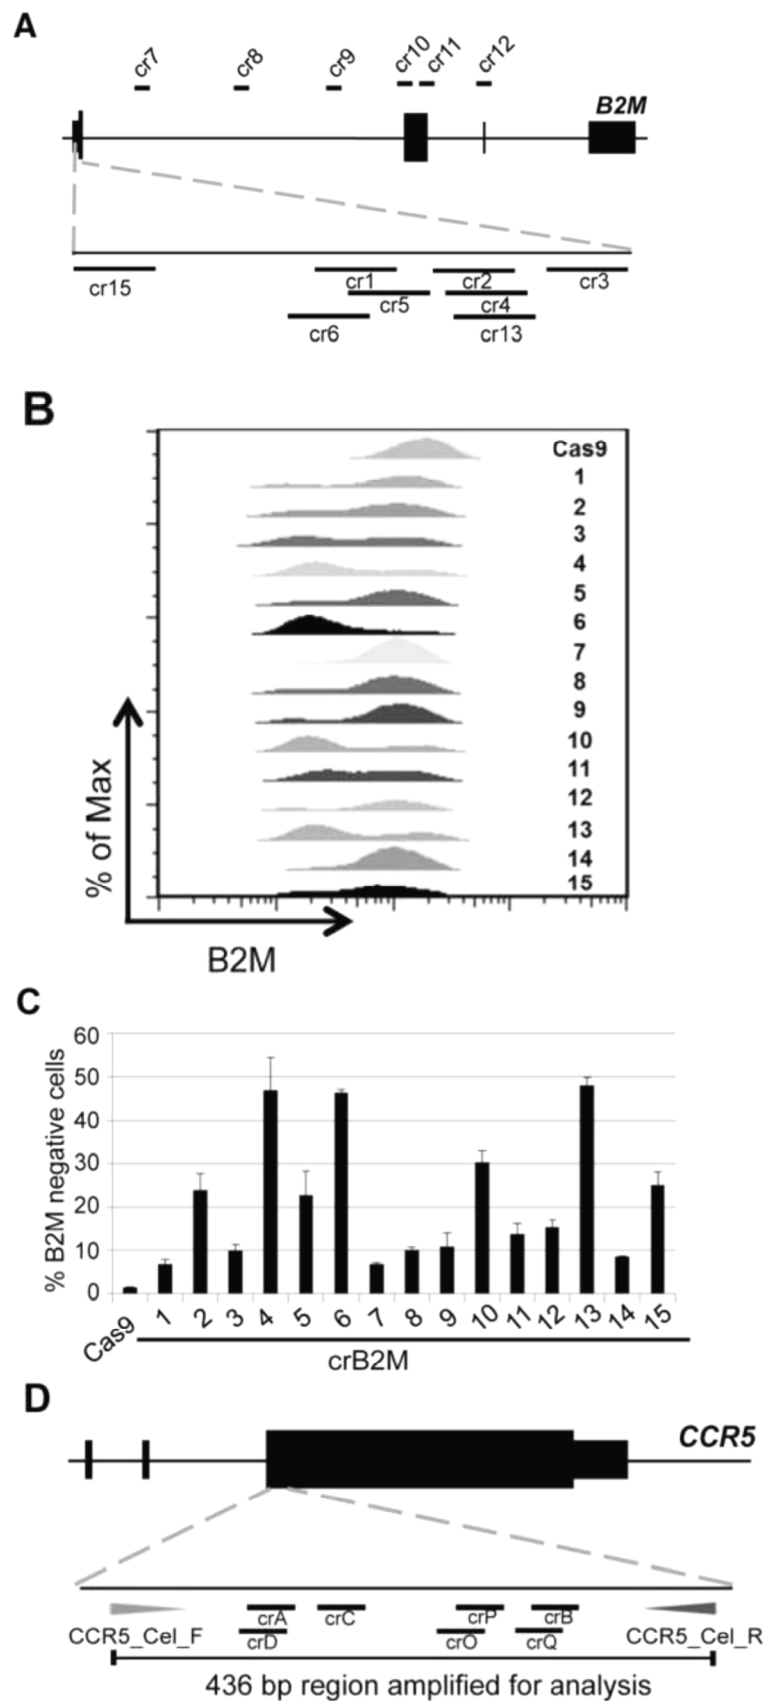 A
cr7 cr8 cr9 cr10 cr11 cr12
B2M
cr15 cr1 cr2 cr3
cr5 cr4
cr6 cr13
B
Cas9
1
2
3
4
5
6
7
8
9
10
11
12
13
14
15
% of Max
B2M
C
% B2M negative cells
60
50
40
30
20
10
0
Cas9 1 2 3 4 5 6 7 8 9 10 11 12 13 14 15
crB2M
D
CCR5
crA crC crP crB
CCR5_Cel_F crD crO crQ CCR5_Cel_R
436 bp region amplified for analysis